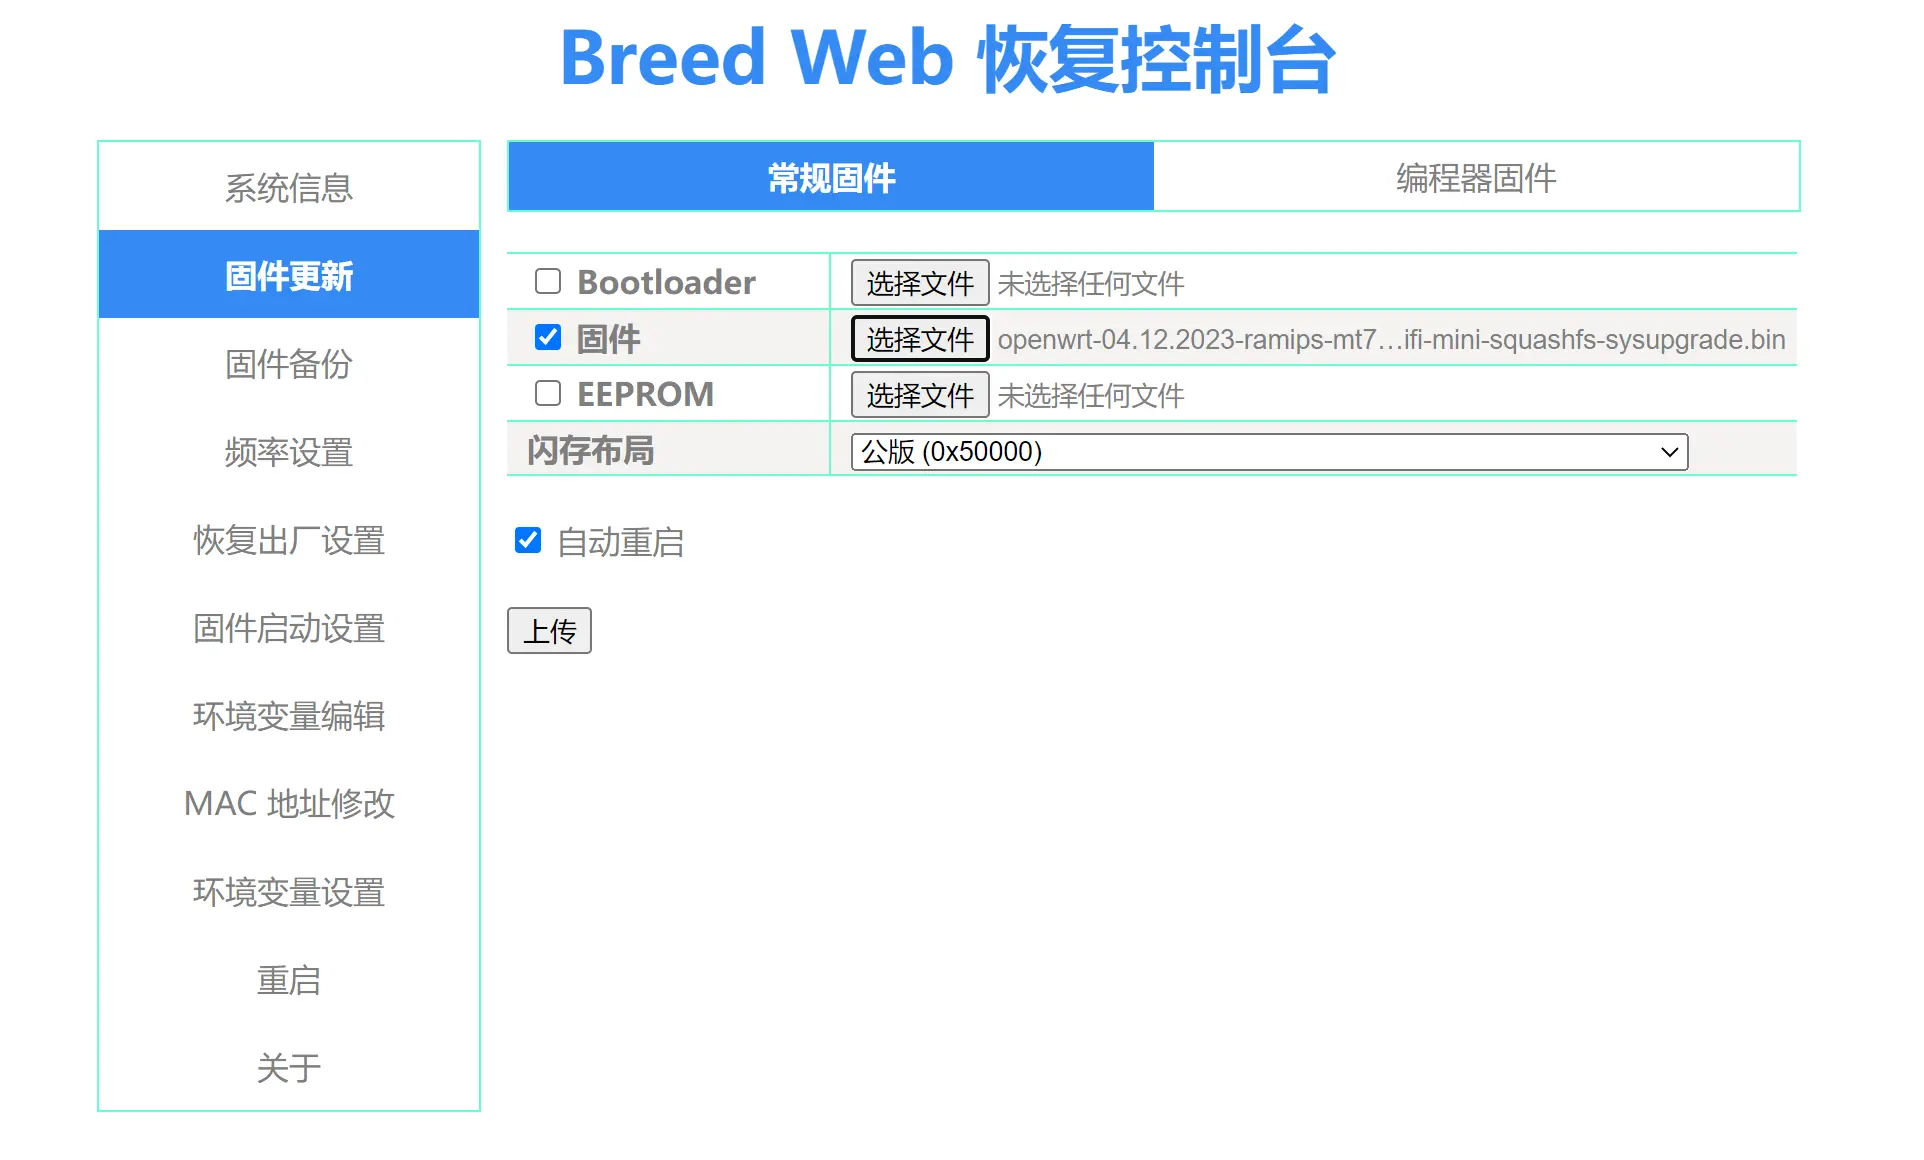 Breed Web 恢复控制台
系统信息
固件更新
固件备份
频率设置
恢复出厂设置
固件启动设置
环境变量编辑
MAC 地址修改
环境变量设置
重启
关于
常规固件 编程器固件
Bootloader 选择文件 未选择任何文件
固件 选择文件 openwrt-04.12.2023-ramips-mt7…ifi-mini-squashfs-sysupgrade.bin
EEPROM 选择文件 未选择任何文件
闪存布局 公版 (0x50000)
自动重启
上传